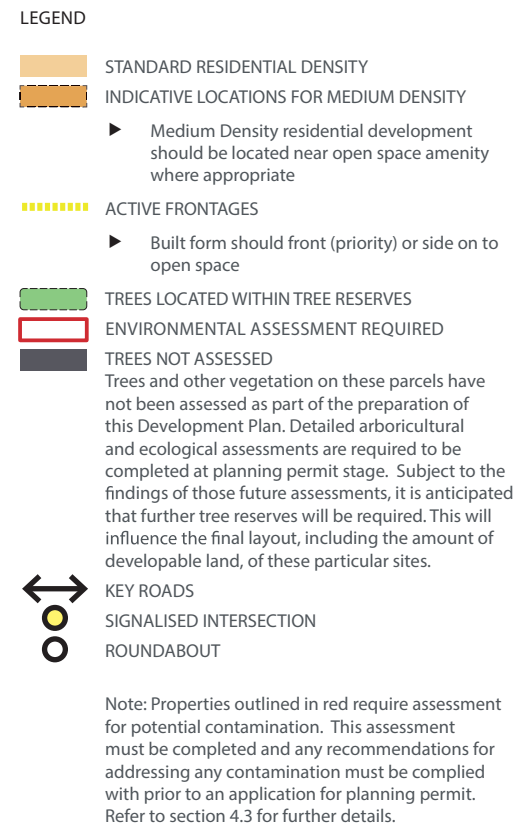 LEGEND
STANDARD RESIDENTIAL DENSITY
INDICATIVE LOCATIONS FOR MEDIUM DENSITY
Medium Density residential development
should be located near open space amenity
where appropriate
ACTIVE FRONTAGES
Built form should front (priority) or side on to
open space
TREES LOCATED WITHIN TREE RESERVES
ENVIRONMENTAL ASSESSMENT REQUIRED
TREES NOT ASSESSED
Trees and other vegetation on these parcels have
not been assessed as part of the preparation of
this Development Plan. Detailed arboricultural
and ecological assessments are required to be
completed at planning permit stage.  Subject to the
findings of those future assessments, it is anticipated
that further tree reserves will be required. This will
influence the final layout, including the amount of
developable land, of these particular sites.
KEY ROADS
SIGNALISED INTERSECTION
ROUNDABOUT
Note: Properties outlined in red require assessment
for potential contamination.  This assessment
must be completed and any recommendations for
addressing any contamination must be complied
with prior to an application for planning permit.
Refer to section 4.3 for further details.